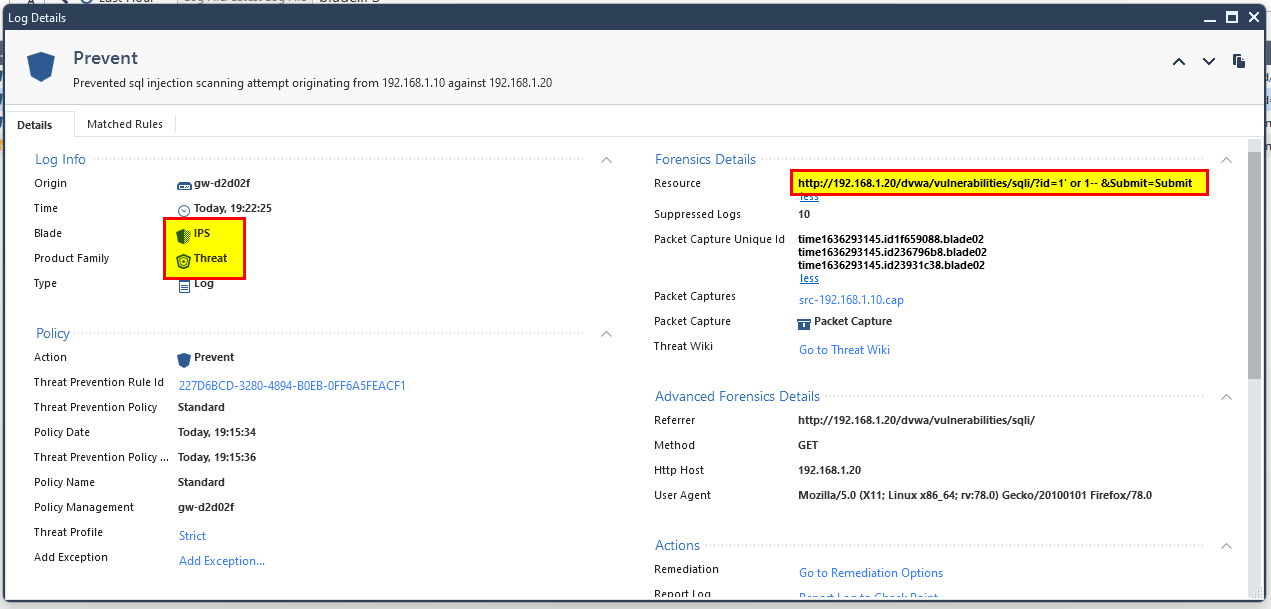 Last Hour
Log Details
Prevent
Prevented sql injection scanning attempt originating from 192.168.1.10 against 192.168.1.20
Details
Matched Rules
Log Info
Origin gw-d2d02f
Time Today, 19:22:25
Blade IPS
Product Family Threat
Type Log
Policy
Action Prevent
Threat Prevention Rule Id 227D6BCD-3280-4894-B0EB-0FF6A5FEACF1
Threat Prevention Policy Standard
Policy Date Today, 19:15:34
Threat Prevention Policy ... Today, 19:15:36
Policy Name Standard
Policy Management gw-d2d02f
Threat Profile Strict
Add Exception Add Exception...
Forensics Details
Resource http://192.168.1.20/dvwa/vulnerabilities/sqli/?id=1' or 1-- &Submit=Submit
less
Suppressed Logs 10
Packet Capture Unique Id time1636293145.id1f659088.blade02
time1636293145.id236796b8.blade02
time1636293145.id23931c38.blade02
less
Packet Captures src-192.168.1.10.cap
Packet Capture Packet Capture
Threat Wiki Go to Threat Wiki
Advanced Forensics Details
Referrer http://192.168.1.20/dvwa/vulnerabilities/sqli/
Method GET
Http Host 192.168.1.20
User Agent Mozilla/5.0 (X11; Linux x86_64; rv:78.0) Gecko/20100101 Firefox/78.0
Actions
Remediation Go to Remediation Options
Report Log Report Log to Check Point